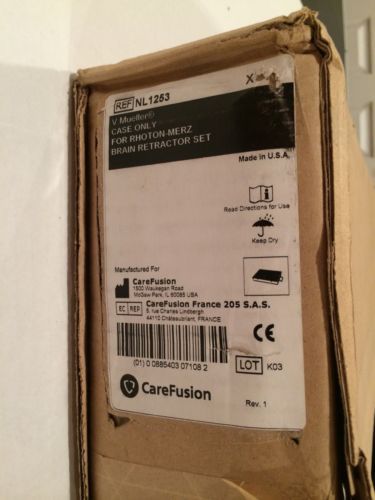 REF NL1253
X
V. Mueller®
CASE ONLY
FOR RHOTON-MERZ
BRAIN RETRACTOR SET
Made in U.S.A.
Read Directions for Use
Keep Dry
Manufactured For
CareFusion
1500 Waukegan Road
McGaw Park, IL 60085 USA
EC REP CareFusion France 205 S.A.S.
5, rue Charles Lindbergh
44110 Châteaubriant, FRANCE
CE
(01) 0 0885403 07108 2
LOT K03
CareFusion
Rev. 1